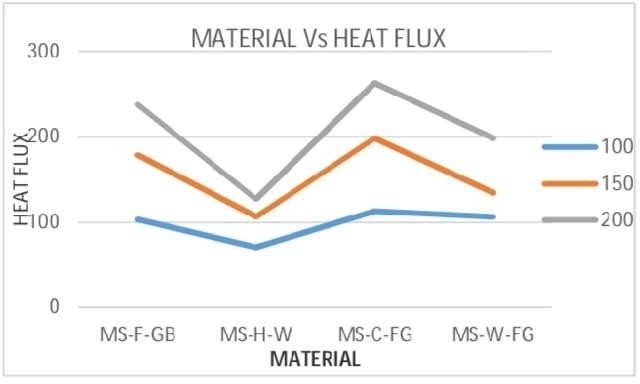 MATERIAL Vs HEAT FLUX
300
200
100
0
HEAT FLUX
MS-F-GB
MS-H-W
MS-C-FG
MS-W-FG
MATERIAL
100
150
200